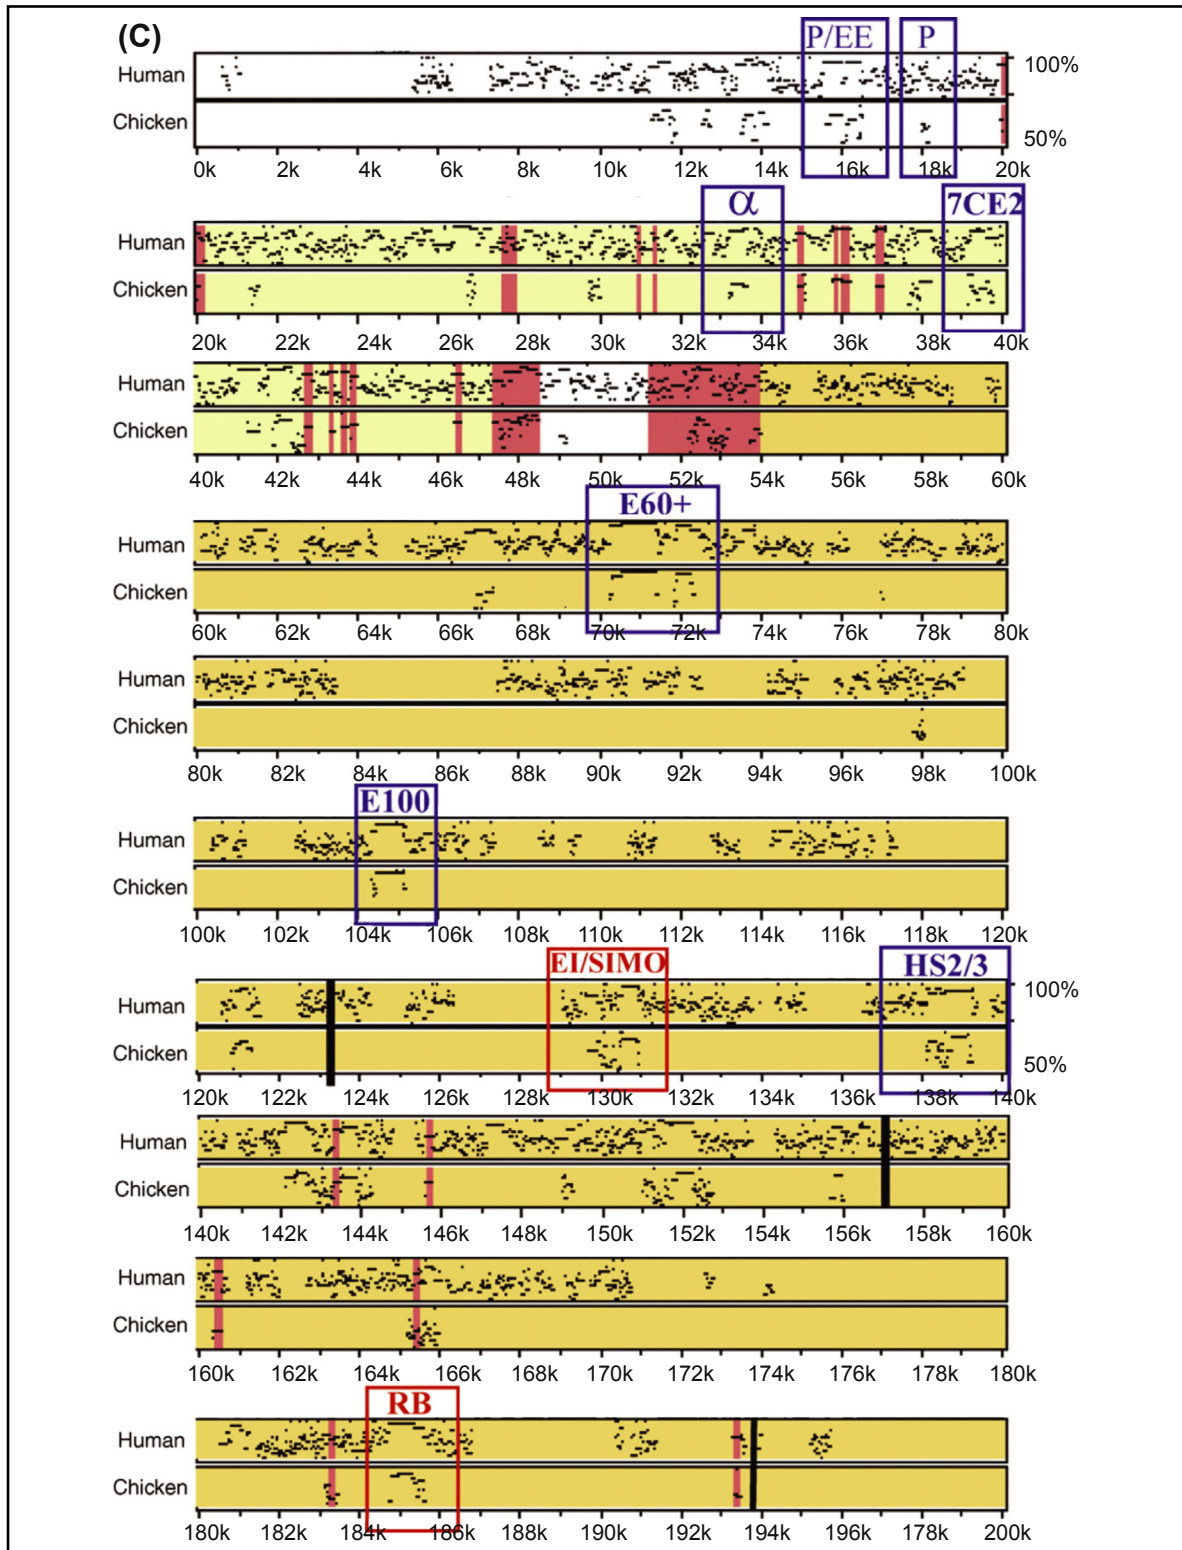 (C)
P/EE P
Human 100%
Chicken 50%
0k 2k 4k 6k 8k 10k 12k 14k 16k 18k 20k
α 7CE2
Human
Chicken
20k 22k 24k 26k 28k 30k 32k 34k 36k 38k 40k
Human
Chicken
40k 42k 44k 46k 48k 50k 52k 54k 56k 58k 60k
E60+
Human
Chicken
60k 62k 64k 66k 68k 70k 72k 74k 76k 78k 80k
Human
Chicken
80k 82k 84k 86k 88k 90k 92k 94k 96k 98k 100k
E100
Human
Chicken
100k 102k 104k 106k 108k 110k 112k 114k 116k 118k 120k
EI/SIMO HS2/3
Human 100%
Chicken 50%
120k 122k 124k 126k 128k 130k 132k 134k 136k 138k 140k
Human
Chicken
140k 142k 144k 146k 148k 150k 152k 154k 156k 158k 160k
Human
Chicken
160k 162k 164k 166k 168k 170k 172k 174k 176k 178k 180k
RB
Human
Chicken
180k 182k 184k 186k 188k 190k 192k 194k 196k 178k 200k